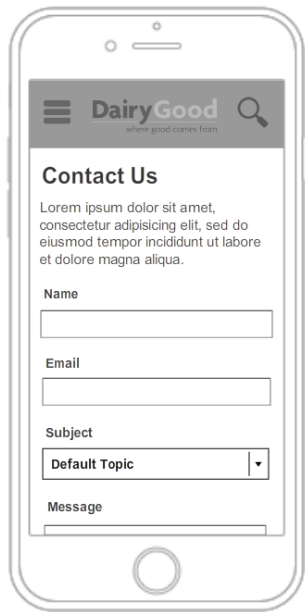 DairyGood
where good comes from
Contact Us
Lorem ipsum dolor sit amet,
consectetur adipisicing elit, sed do
eiusmod tempor incididunt ut labore
et dolore magna aliqua.
Name
Email
Subject
Default Topic
Message